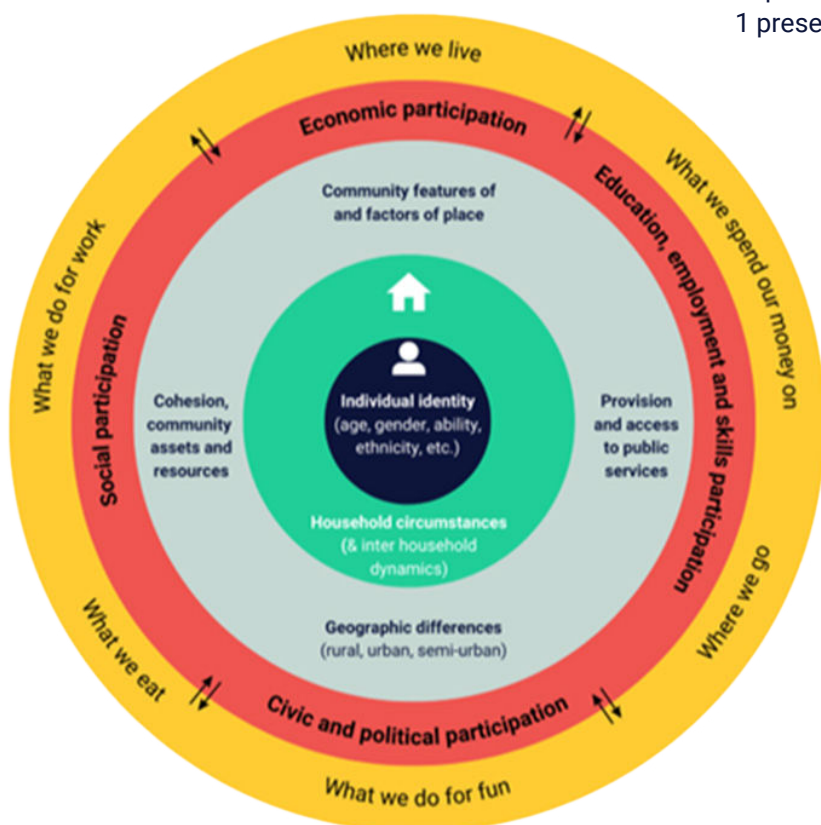 1 prese
Where we live
Economic participation
What we spend our money on
Education, employment and skills participation
What we do for work
Social participation
Community features of
and factors of place
Individual identity
(age, gender, ability,
ethnicity, etc.)
Cohesion,
community
assets and
resources
Provision
and access
to public
services
Household circumstances
(& inter household
dynamics)
Geographic differences
(rural, urban, semi-urban)
Where we go
What we eat
Civic and political participation
What we do for fun